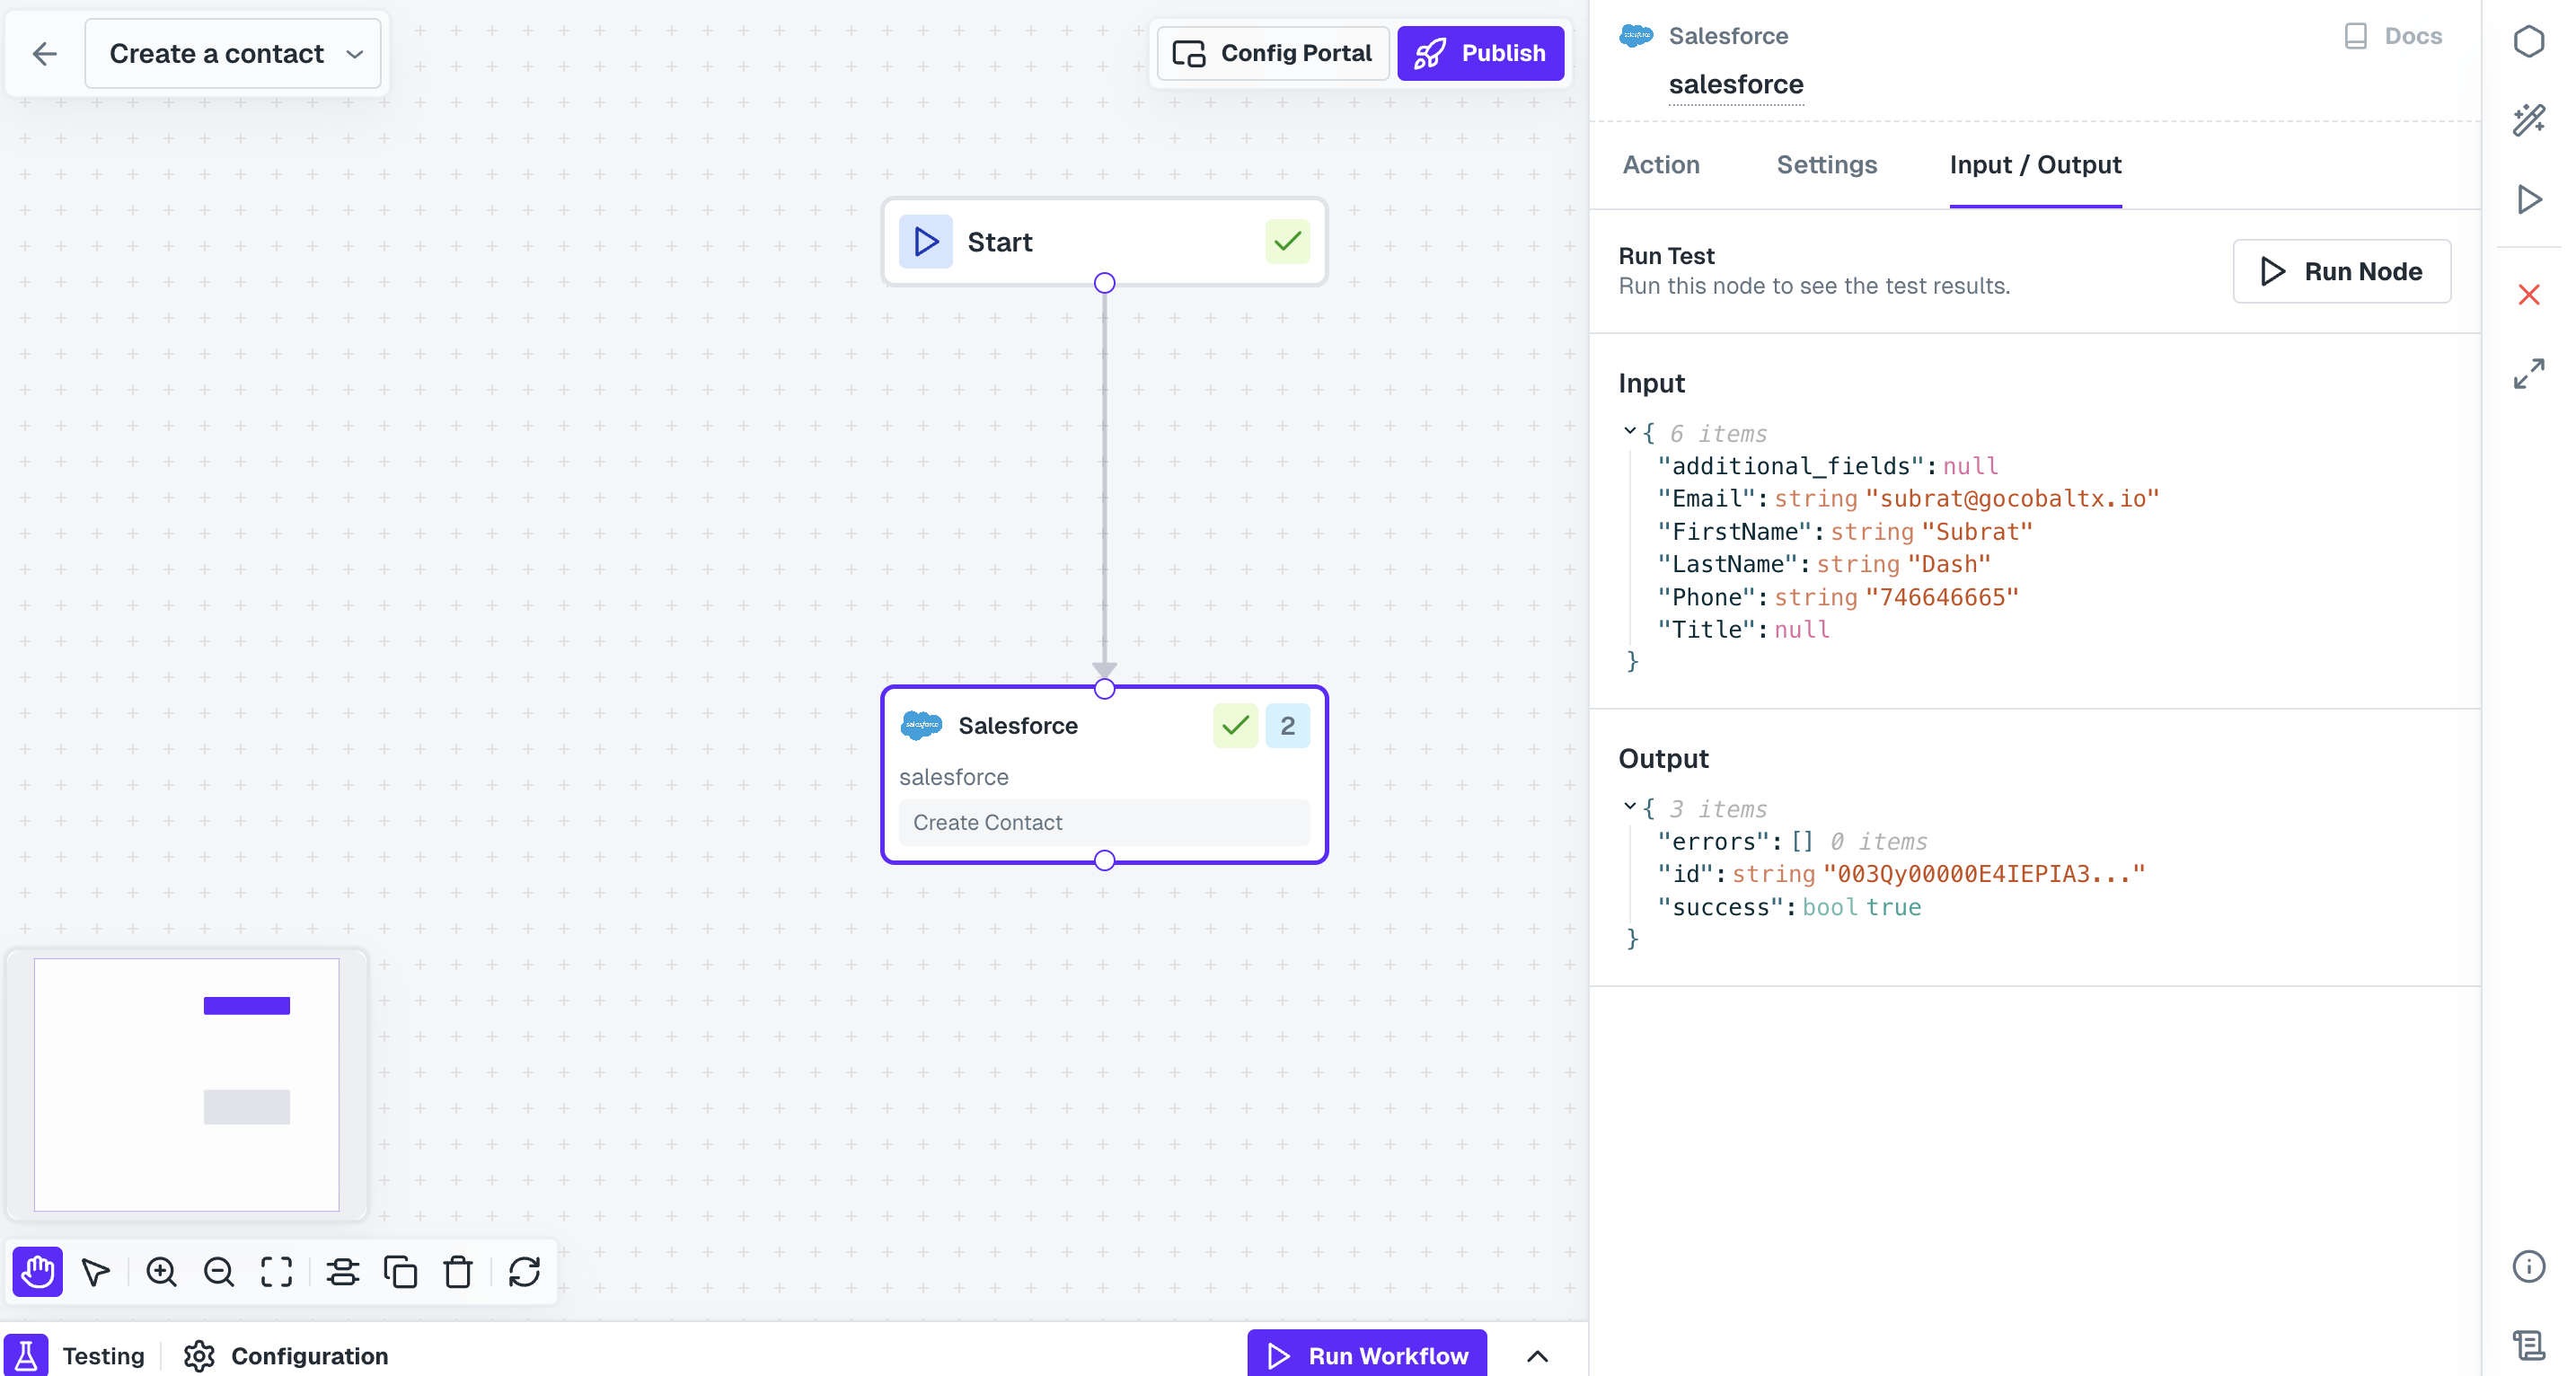 Create a contact
Config Portal
Publish
Start
Salesforce
2
salesforce
Create Contact
Testing
Configuration
Run Workflow
salesforce
Salesforce
Docs
salesforce
Action
Settings
Input / Output
Run Test
Run this node to see the test results.
Run Node
Input
{ 6 items
"additional_fields": null
"Email": string "subrat@gocobaltx.io"
"FirstName": string "Subrat"
"LastName": string "Dash"
"Phone": string "746646665"
"Title": null
}
Output
{ 3 items
"errors": [] 0 items
"id": string "003Qy00000E4IEPIA3..."
"success": bool true
}